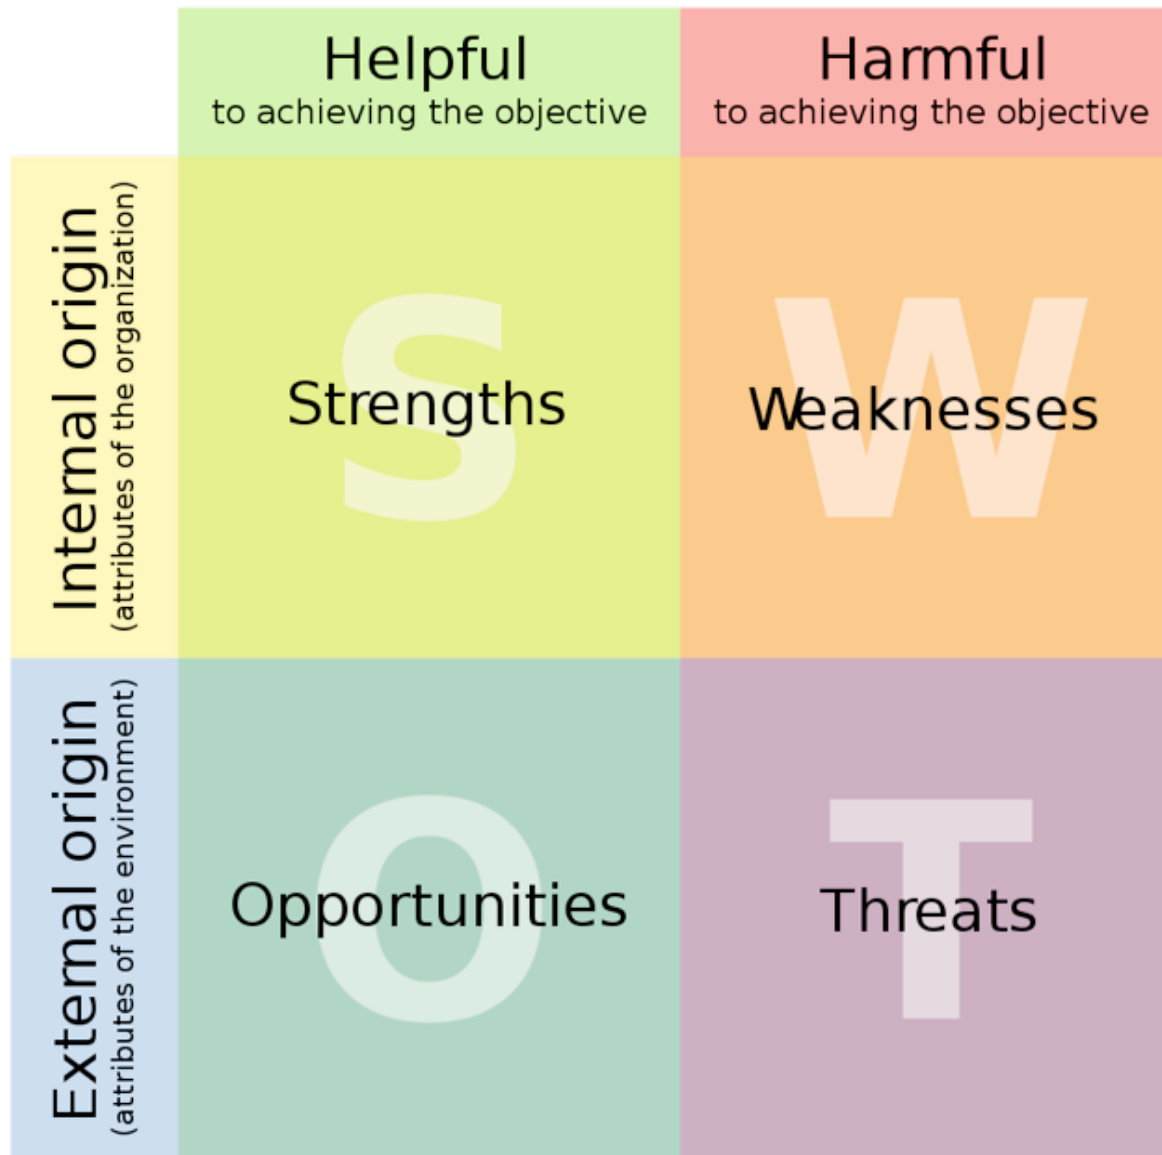 Helpful
to achieving the objective
Harmful
to achieving the objective
Internal origin
(attributes of the organization)
S
Strengths
W
Weaknesses
External origin
(attributes of the environment)
O
Opportunities
T
Threats